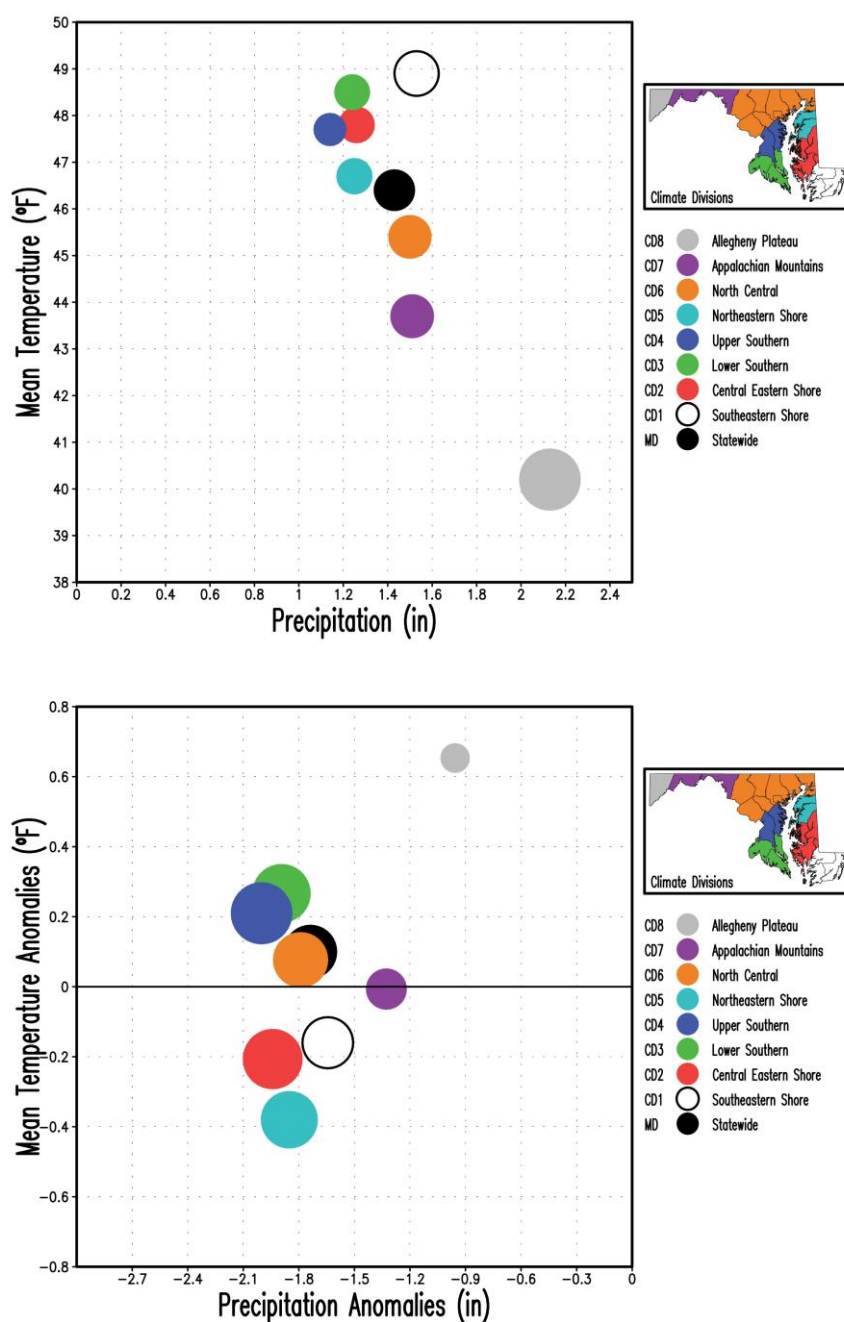 50
49
48
47
46
45
44
43
42
41
40
39
38
0 0.2 0.4 0.6 0.8 1 1.2 1.4 1.6 1.8 2 2.2 2.4
Mean Temperature (°F)
Precipitation (in)
Climate Divisions
CD8 Allegheny Plateau
CD7 Appalachian Mountains
CD6 North Central
CD5 Northeastern Shore
CD4 Upper Southern
CD3 Lower Southern
CD2 Central Eastern Shore
CD1 Southeastern Shore
MD Statewide
0.8
0.6
0.4
0.2
0
−0.2
−0.4
−0.6
−0.8
−2.7 −2.4 −2.1 −1.8 −1.5 −1.2 −0.9 −0.6 −0.3 0
Mean Temperature Anomalies (°F)
Precipitation Anomalies (in)
Climate Divisions
CD8 Allegheny Plateau
CD7 Appalachian Mountains
CD6 North Central
CD5 Northeastern Shore
CD4 Upper Southern
CD3 Lower Southern
CD2 Central Eastern Shore
CD1 Southeastern Shore
MD Statewide